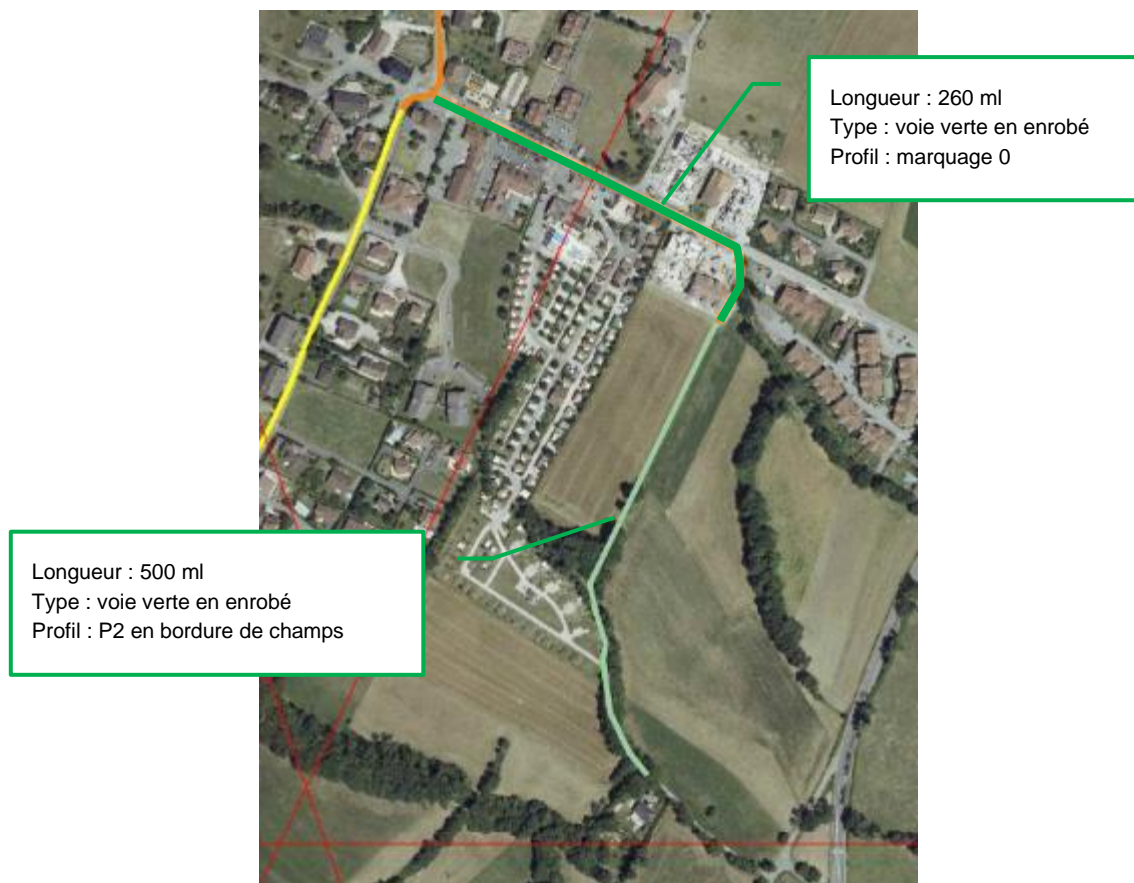 Longueur : 260 ml
Type : voie verte en enrobé
Profil : marquage 0
Longueur : 500 ml
Type : voie verte en enrobé
Profil : P2 en bordure de champs